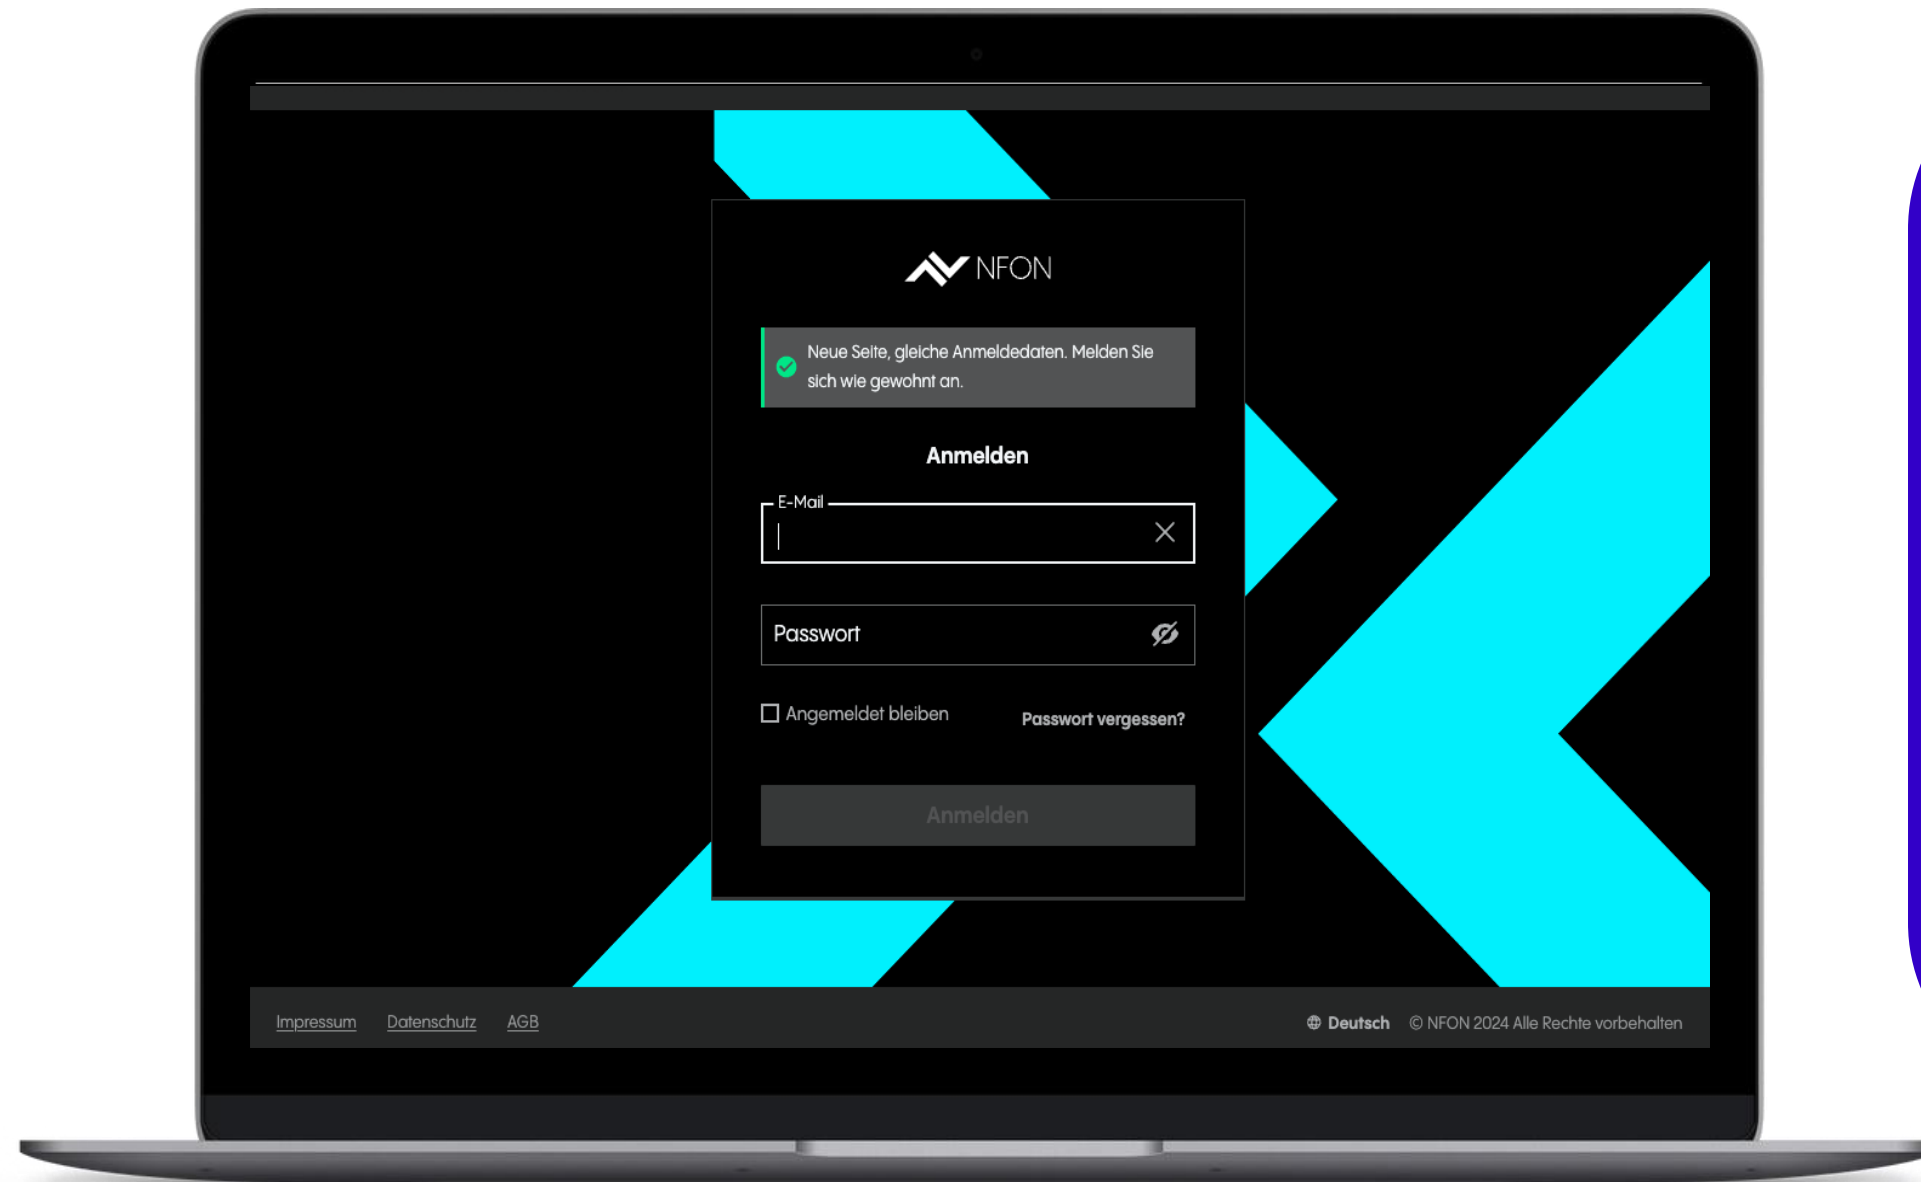 NFON
Neue Seite, gleiche Anmeldedaten. Melden Sie
sich wie gewohnt an.
Anmelden
E-Mail
Passwort
Angemeldet bleiben Passwort vergessen?
Anmelden
Impressum Datenschutz AGB Deutsch © NFON 2024 Alle Rechte vorbehalten